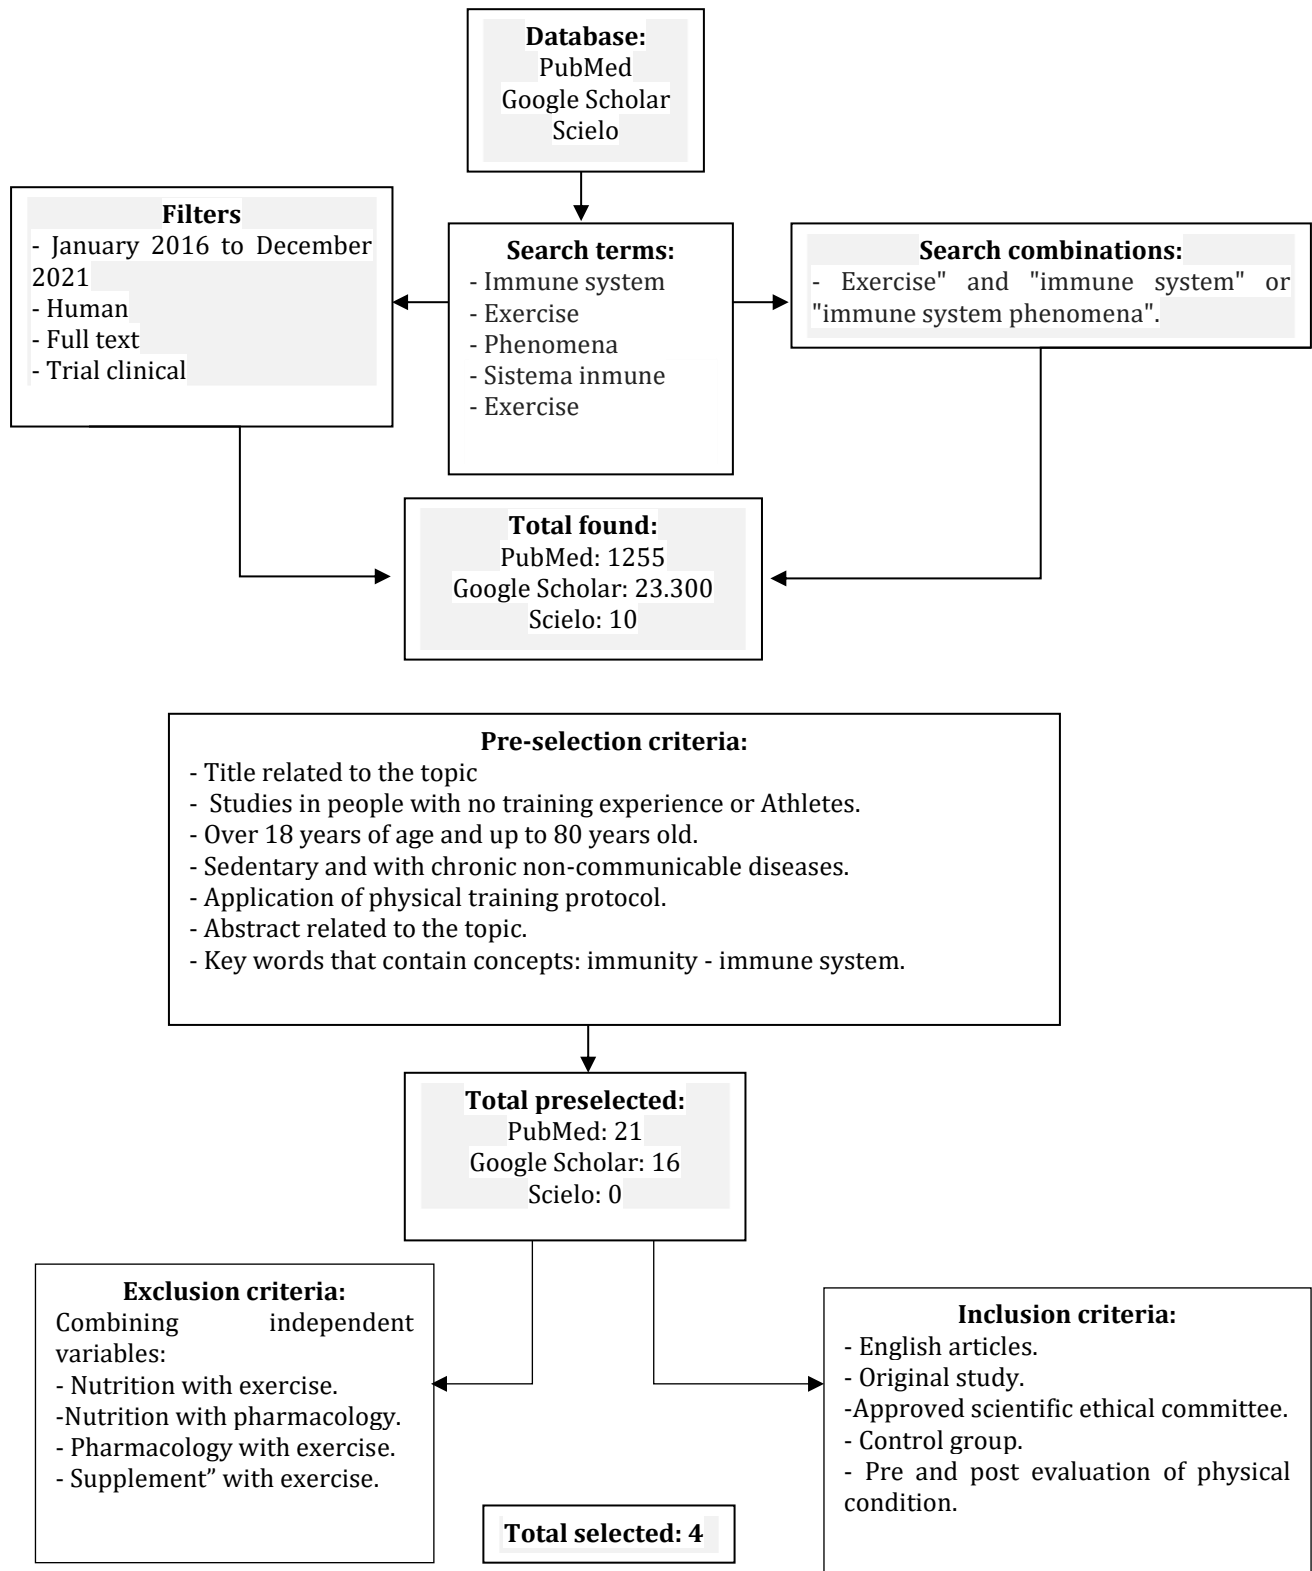 Database:
PubMed
Google Scholar
Scielo
Filters
- January 2016 to December
2021
- Human
- Full text
- Trial clinical
Search terms:
- Immune system
- Exercise
- Phenomena
- Sistema inmune
- Exercise
Search combinations:
- Exercise" and "immune system" or
"immune system phenomena".
Total found:
PubMed: 1255
Google Scholar: 23.300
Scielo: 10
Pre-selection criteria:
- Title related to the topic
- Studies in people with no training experience or Athletes.
- Over 18 years of age and up to 80 years old.
- Sedentary and with chronic non-communicable diseases.
- Application of physical training protocol.
- Abstract related to the topic.
- Key words that contain concepts: immunity - immune system.
Total preselected:
PubMed: 21
Google Scholar: 16
Scielo: 0
Exclusion criteria:
Combining independent
variables:
- Nutrition with exercise.
-Nutrition with pharmacology.
- Pharmacology with exercise.
- Supplement” with exercise.
Inclusion criteria:
- English articles.
- Original study.
-Approved scientific ethical committee.
- Control group.
- Pre and post evaluation of physical
condition.
Total selected: 4